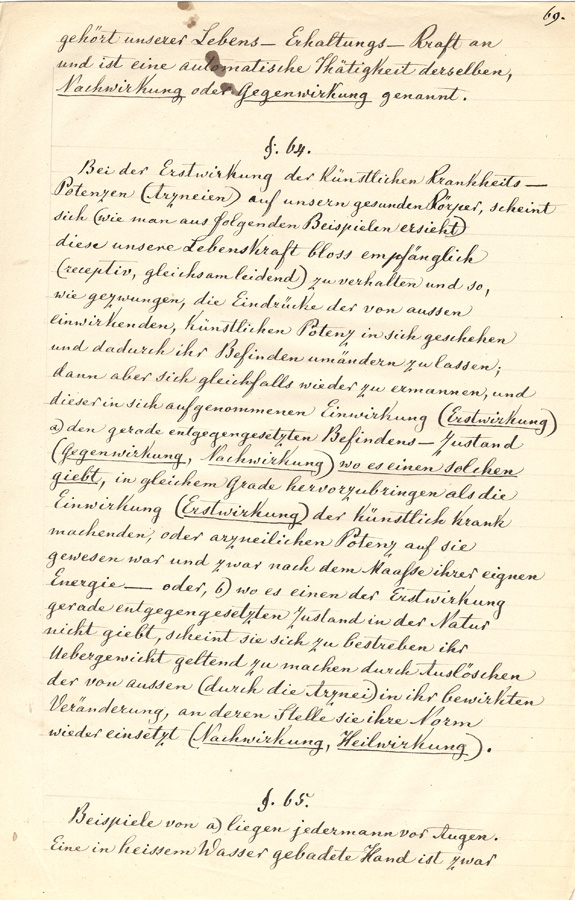 69.
gehört unserer Lebens- Erhaltungs- Kraft an
und ist eine automatische Thätigkeit derselben,
Nachwirkung oder Gegenwirkung genannt.
§. 64.
Bei der Erstwirkung der künstlichen Krankheits-
Potenzen (Arzneien) auf unsern gesunden Körper, scheint
sich (wie man aus folgenden Beispielen ersieht)
diese unsere Lebenskraft bloss empfänglich
(receptiv, gleichsam leidend) zu verhalten und so,
wie gezwungen, die Eindrücke der von aussen
einwirkenden, künstlichen Potenz in sich geschehen
und dadurch ihr Befinden umändern zu lassen;
dann aber sich gleichfalls wieder zu ermannen, und
dieser in sich aufgenommenen Einwirkung (Erstwirkung)
a) den gerade entgegengesetzten Befindens- Zustand
(Gegenwirkung, Nachwirkung) wo es einen solchen
giebt, in gleichem Grade hervorzubringen als die
Einwirkung (Erstwirkung) der künstlich krank
machenden, oder arzneilichen Potenz auf sie
gewesen war und zwar nach dem Maafse ihrer eignen
Energie — oder, b) wo es einen der Erstwirkung
gerade entgegengesetzten Zustand in der Natur
nicht giebt, scheint sie sich zu bestreben ihr
Uebergewicht geltend zu machen durch Auslöschen
der von aussen (durch die Arznei) in ihr bewirkten
Veränderung, an deren Stelle sie ihre Norm
wieder einsetzt (Nachwirkung, Heilwirkung).
§. 65.
Beispiele von a) liegen jedermann vor Augen.
Eine in heissem Wasser gebadete Hand ist zwar